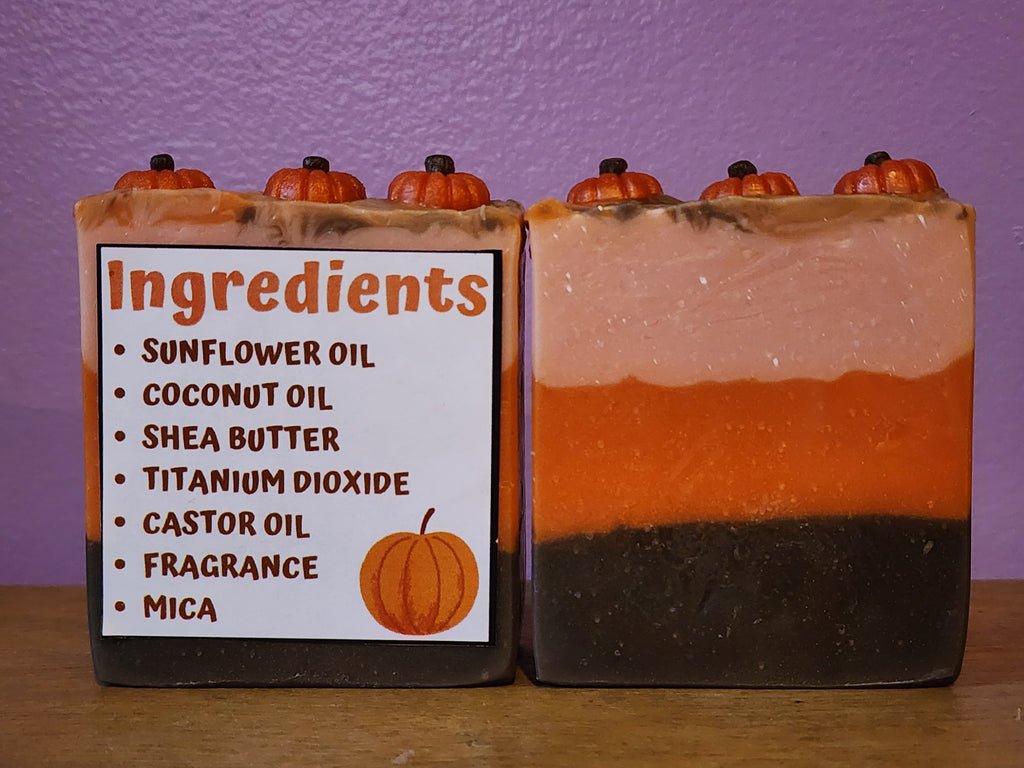 Ingredients
• SUNFLOWER OIL
• COCONUT OIL
• SHEA BUTTER
• TITANIUM DIOXIDE
• CASTOR OIL
• FRAGRANCE
• MICA